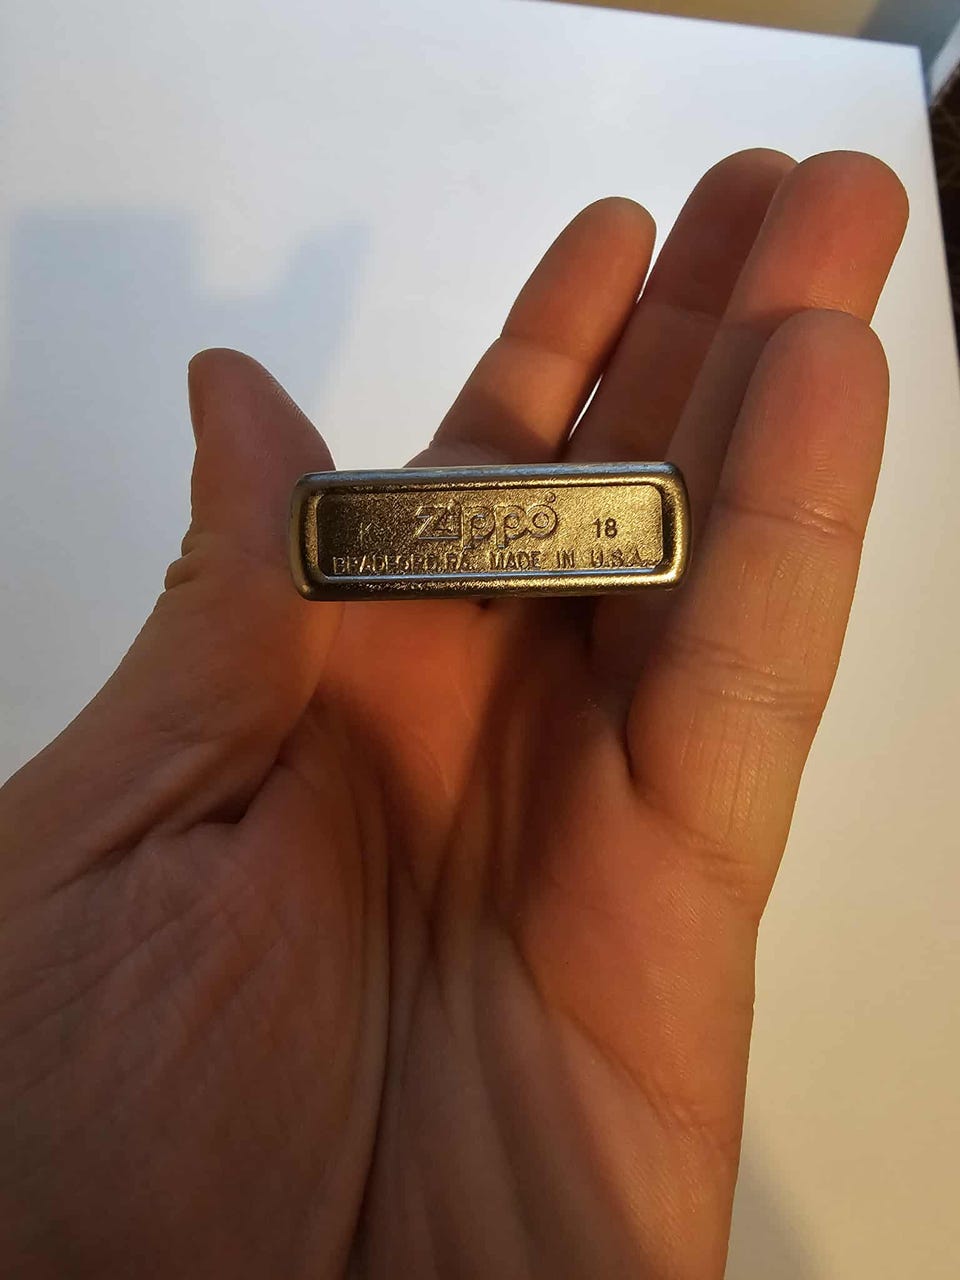 K zippo® 18
BRADFORD, PA. MADE IN U.S.A.